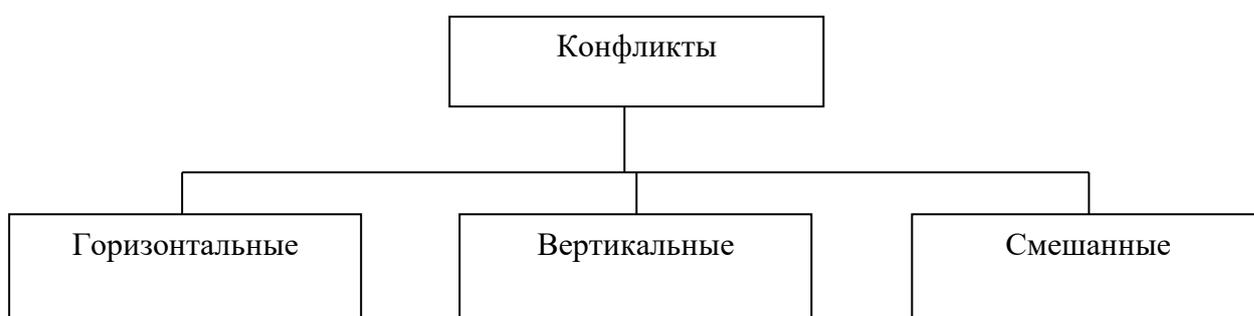 Конфликты
Горизонтальные
Вертикальные
Смешанные